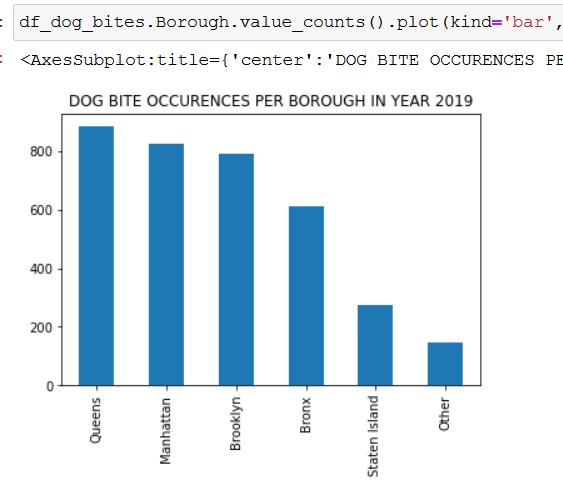 : df_dog_bites.Borough.value_counts().plot(kind='bar',
: <AxesSubplot:title={'center':'DOG BITE OCCURENCES PE
DOG BITE OCCURENCES PER BOROUGH IN YEAR 2019
800
600
400
200
0
Queens
Manhattan
Brooklyn
Bronx
Staten Island
Other